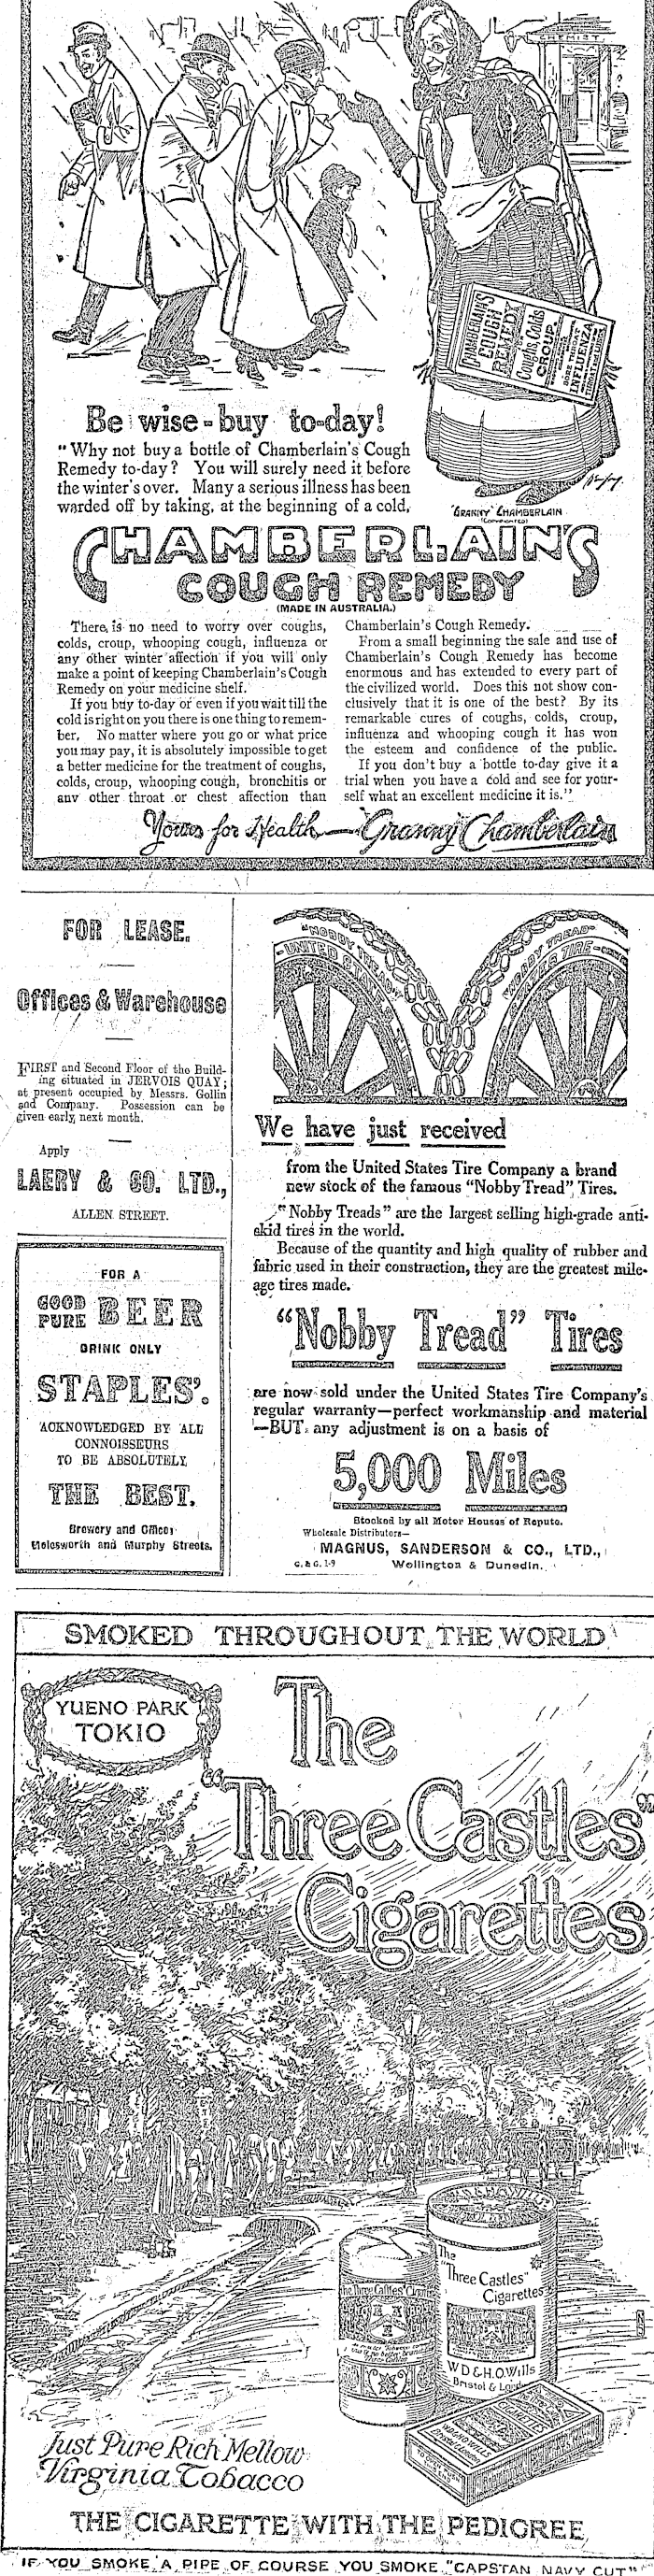 CHAMBERLAIN'S
COUGH
REMEDY
Coughs, Colds
CROUP
INFLUENZA
Be wise - buy to-day!
"Why not buy a bottle of Chamberlain's Cough
Remedy to-day? You will surely need it before
the winter's over. Many a serious illness has been
warded off by taking, at the beginning of a cold,
"GRANNY" CHAMBERLAIN
(COPYRIGHTED)
CHAMBERLAIN'S
COUGH REMEDY
(MADE IN AUSTRALIA.)
There is no need to worry over coughs,
colds, croup, whooping cough, influenza or
any other winter affection if you will only
make a point of keeping Chamberlain's Cough
Remedy on your medicine shelf.
If you buy to-day or even if you wait till the
cold is right on you there is one thing to remem-
ber. No matter where you go or what price
you may pay, it is absolutely impossible to get
a better medicine for the treatment of coughs,
colds, croup, whooping cough, bronchitis or
any other throat or chest affection than
Chamberlain's Cough Remedy.
From a small beginning the sale and use of
Chamberlain's Cough Remedy has become
enormous and has extended to every part of
the civilized world. Does this not show con-
clusively that it is one of the best? By its
remarkable cures of coughs, colds, croup,
influenza and whooping cough it has won
the esteem and confidence of the public.
If you don't buy a bottle to-day give it a
trial when you have a cold and see for your-
self what an excellent medicine it is."
Yours for Health — "Granny" Chamberlain
FOR LEASE.
Offices & Warehouse
FIRST and Second Floor of the Build-
ing situated in JERVOIS QUAY;
at present occupied by Messrs. Gollin
and Company. Possession can be
given early next month.
Apply
LAERY & CO. LTD.,
ALLEN STREET.
FOR A
GOOD
PURE BEER
DRINK ONLY
STAPLES'.
ACKNOWLEDGED BY ALL
CONNOISSEURS
TO BE ABSOLUTELY
THE BEST.
Brewery and Offices
Molesworth and Murphy Streets.
"NOBBY TREAD"
UNITED STATES
"NOBBY TREAD"
We have just received
from the United States Tire Company a brand
new stock of the famous "Nobby Tread" Tires.
"Nobby Treads" are the largest selling high-grade anti-
skid tires in the world.
Because of the quantity and high quality of rubber and
fabric used in their construction, they are the greatest mile-
age tires made.
"Nobby Tread" Tires
are now sold under the United States Tire Company's
regular warranty—perfect workmanship and material
—BUT any adjustment is on a basis of
5,000 Miles
Stocked by all Motor Houses of Repute.
Wholesale Distributors—
MAGNUS, SANDERSON & CO., LTD.,
C. & G. 1-9 Wellington & Dunedin.
SMOKED THROUGHOUT THE WORLD
YUENO PARK
TOKIO
The
"Three Castles"
Cigarettes
The
"Three Castles"
Cigarettes
W.D. & H.O. Wills
Bristol &
Just Pure Rich Mellow
Virginia Tobacco
THE CIGARETTE WITH THE PEDIGREE
IF YOU SMOKE A PIPE OF COURSE YOU SMOKE "CAPSTAN NAVY CUT"